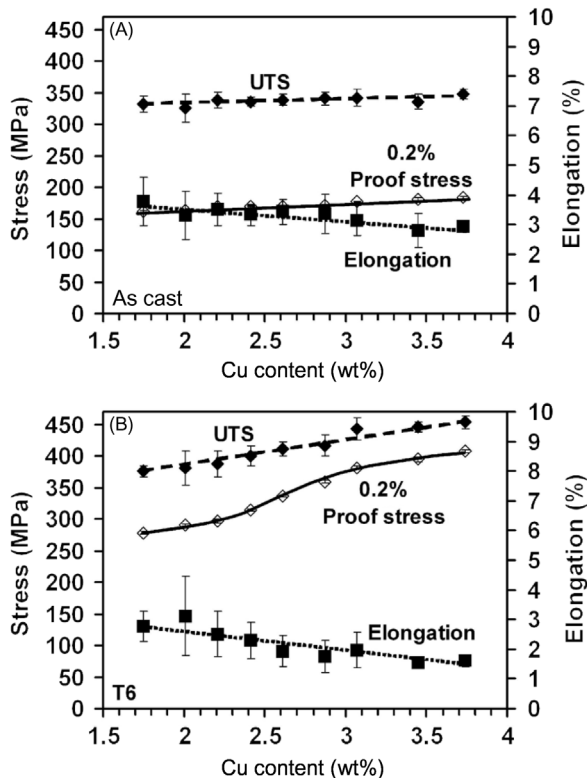 (A)
450
400
350
300
250
200
150
100
50
0
Stress (MPa)
UTS
0.2%
Proof stress
Elongation
As cast
10
9
8
7
6
5
4
3
2
1
0
Elongation (%)
1.5 2 2.5 3 3.5 4
Cu content (wt%)
(B)
450
400
350
300
250
200
150
100
50
0
Stress (MPa)
UTS
0.2%
Proof stress
Elongation
T6
10
9
8
7
6
5
4
3
2
1
0
Elongation (%)
1.5 2 2.5 3 3.5 4
Cu content (wt%)